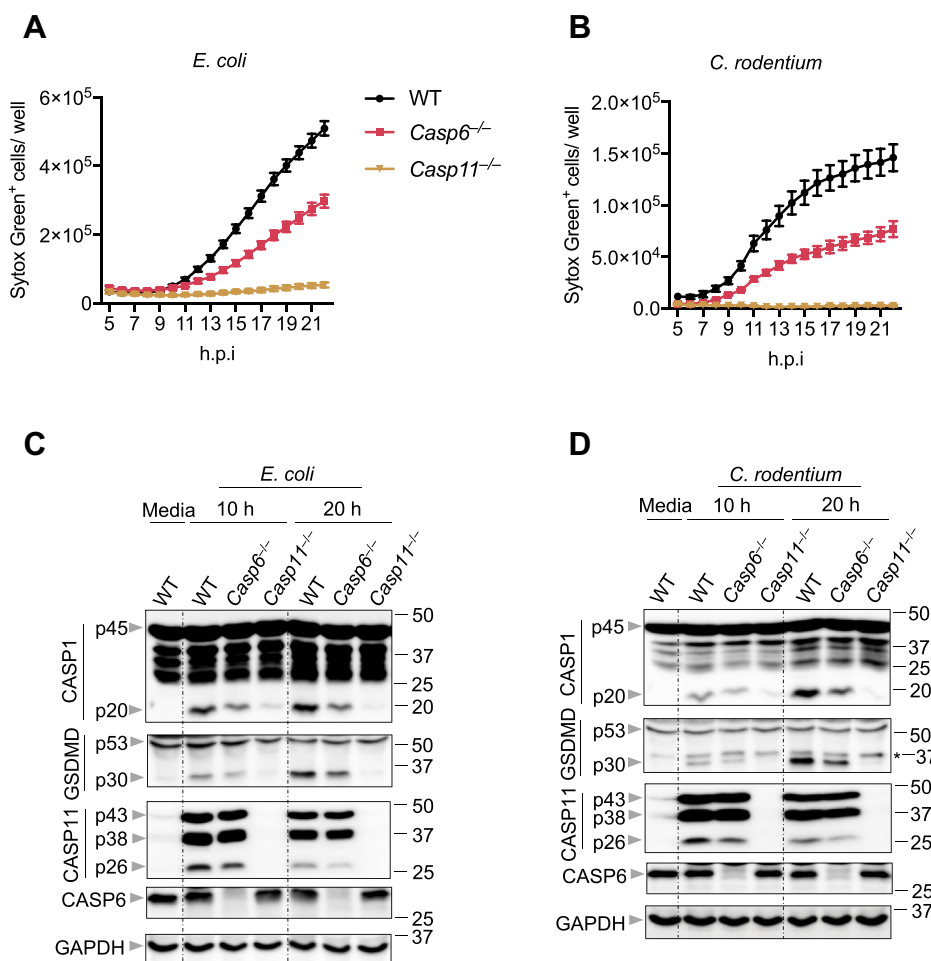 A
E. coli
6×10⁵
4×10⁵
2×10⁵
0
Sytox Green⁺ cells/ well
5 7 9 11 13 15 17 19 21
h.p.i
WT
Casp6⁻/⁻
Casp11⁻/⁻
B
C. rodentium
2.0×10⁵
1.5×10⁵
1.0×10⁵
5.0×10⁴
0.0
Sytox Green⁺ cells/ well
5 7 9 11 13 15 17 19 21
h.p.i
C
E. coli
Media 10 h 20 h
WT WT Casp6⁻/⁻ Casp11⁻/⁻ WT Casp6⁻/⁻ Casp11⁻/⁻
CASP1
p45
p20
50
37
25
20
GSDMD
p53
p30
50
37
CASP11
p43
p38
p26
50
37
25
CASP6
25
GAPDH
37
D
C. rodentium
Media 10 h 20 h
WT WT Casp6⁻/⁻ Casp11⁻/⁻ WT Casp6⁻/⁻ Casp11⁻/⁻
CASP1
p45
p20
50
37
25
20
GSDMD
p53
p30
50
*37
CASP11
p43
p38
p26
50
37
25
CASP6
25
GAPDH
37